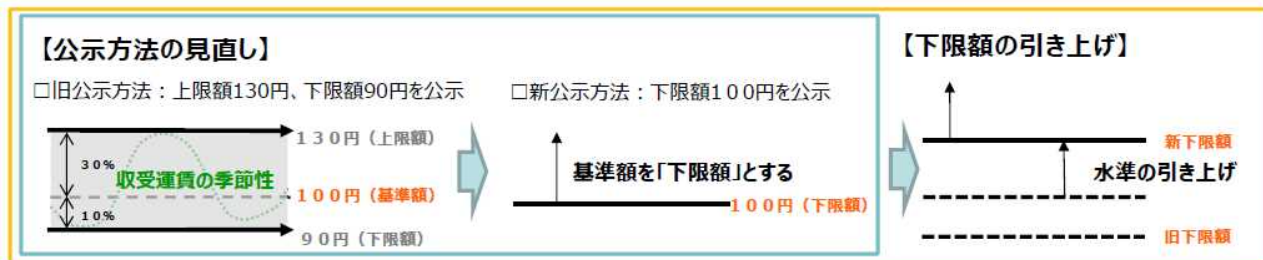 【公示方法の見直し】
□旧公示方法：上限額130円、下限額90円を公示
130円（上限額）
30%
収受運賃の季節性
100円（基準額）
10%
90円（下限額）
□新公示方法：下限額１００円を公示
基準額を「下限額」とする
100円（下限額）
【下限額の引き上げ】
新下限額
水準の引き上げ
旧下限額